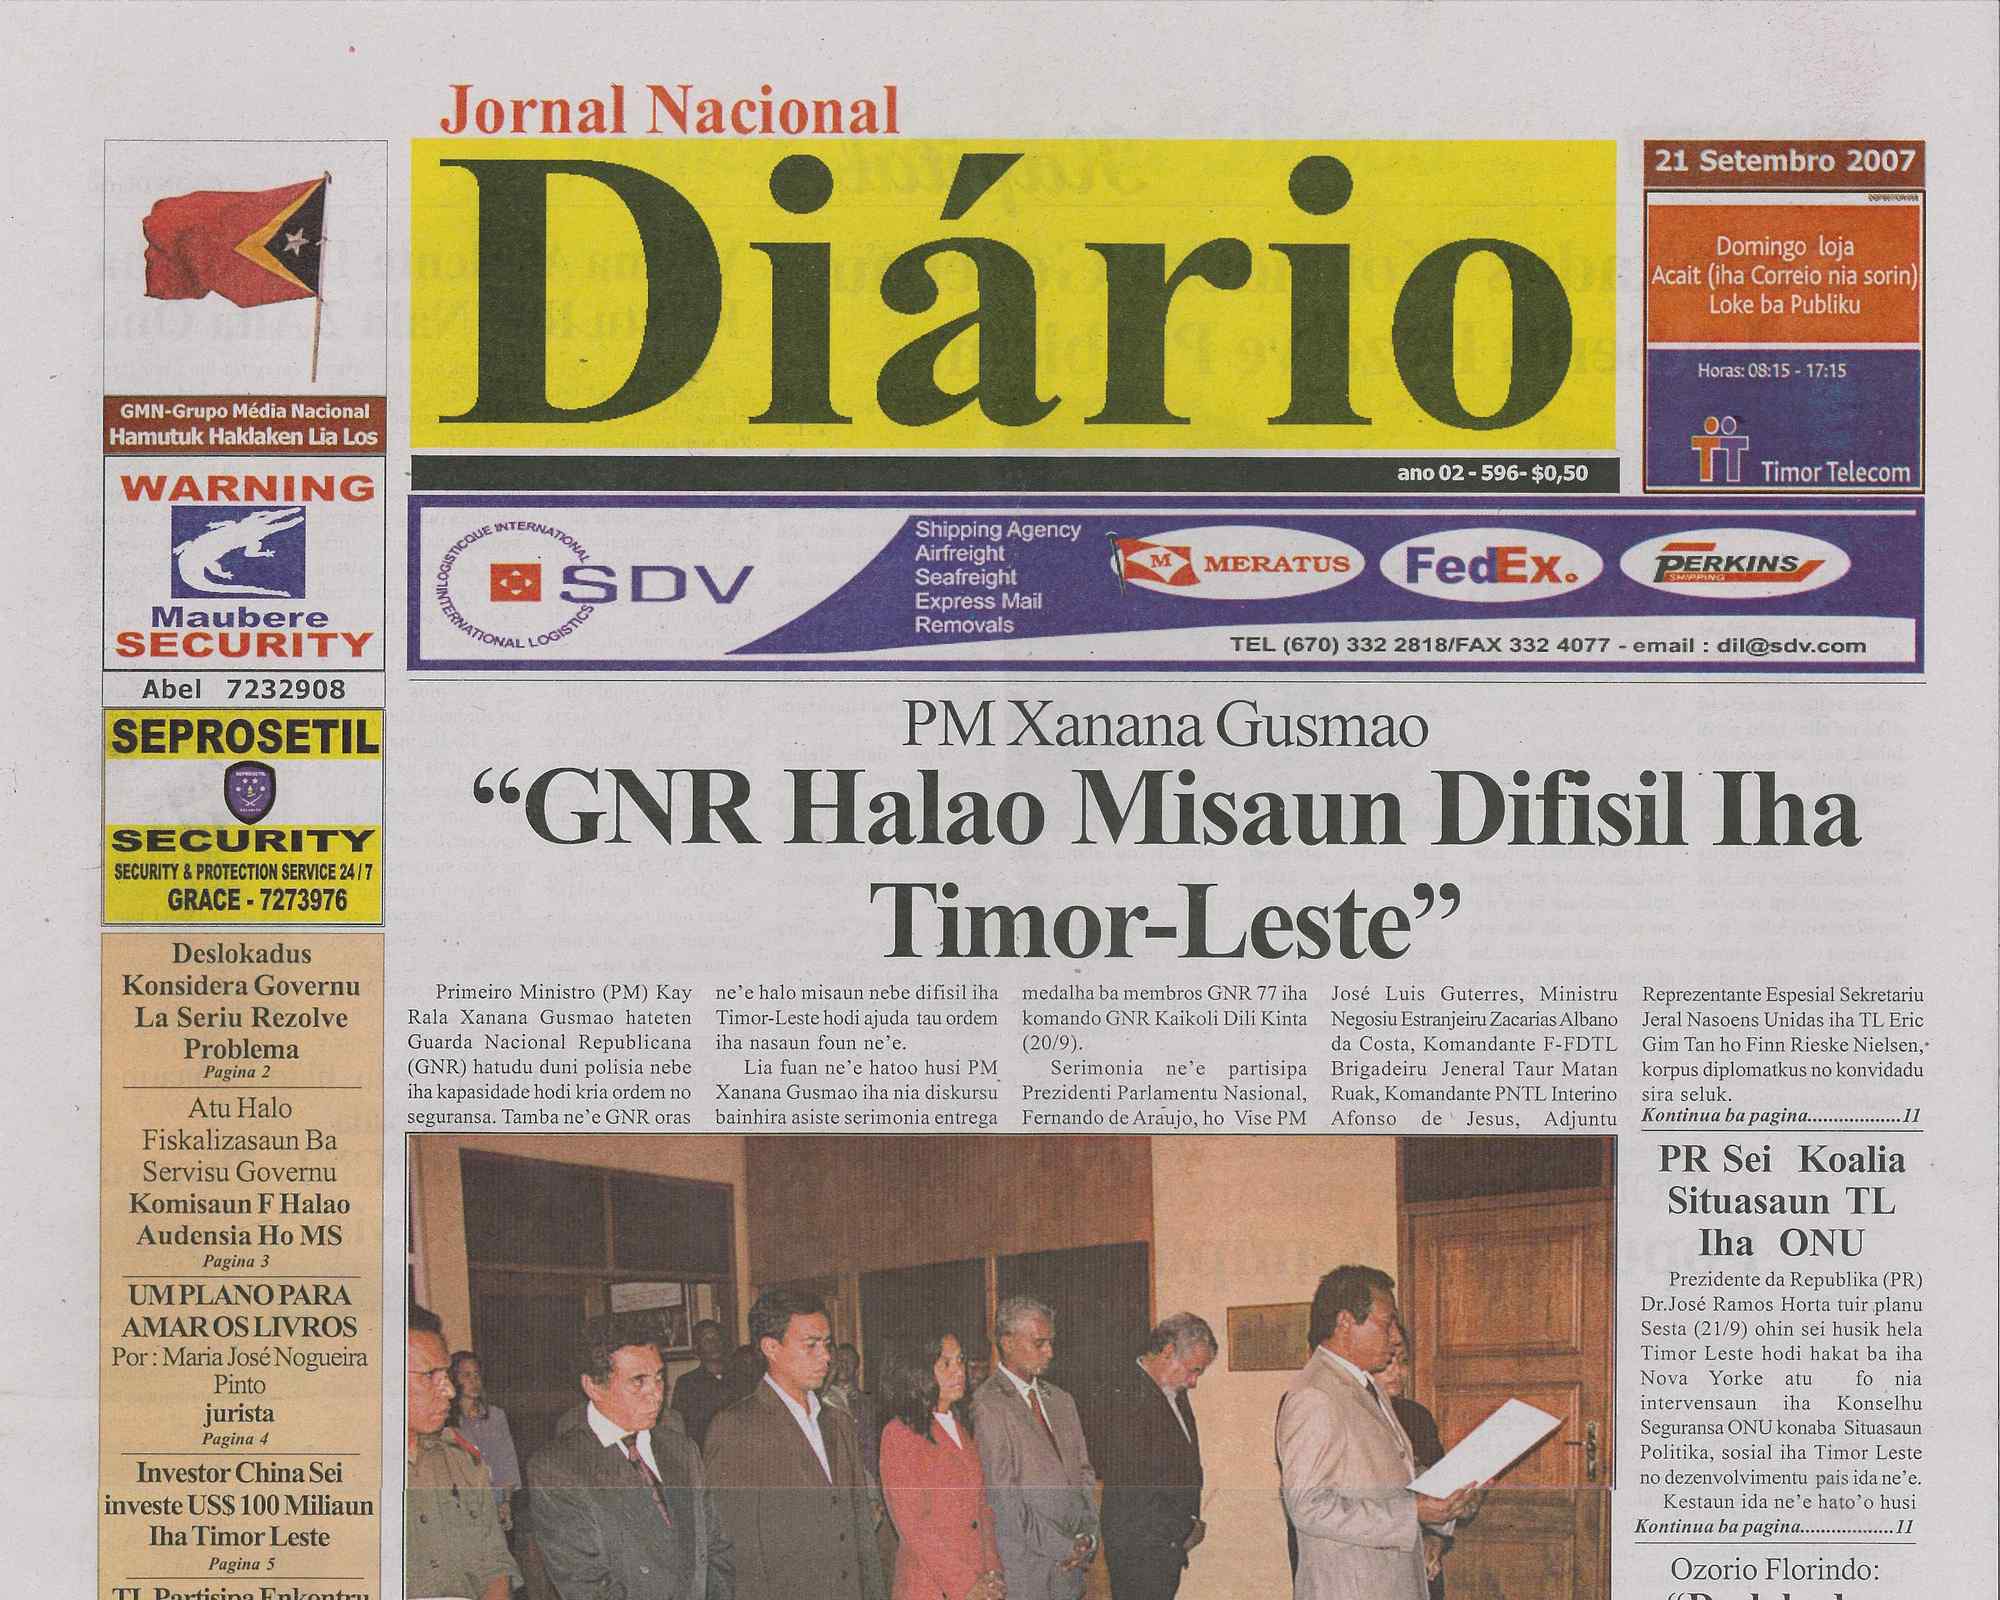 Jornal Nacional
Diário
ano 02 - 596- $0,50
21 Setembro 2007
Domingo loja
Acait (iha Correio nia sorin)
Loke ba Publiku
Horas: 08:15 - 17:15
Timor Telecom
GMN-Grupo Média Nacional
Hamutuk Haklaken Lia Los
WARNING
Maubere
SECURITY
Abel 7232908
SEPROSETIL
SECURITY
SECURITY & PROTECTION SERVICE 24/7
GRACE - 7273976
UNILOGISTICQUE INTERNATIONAL
INTERNATIONAL LOGISTICS
SDV
Shipping Agency
Airfreight
Seafreight
Express Mail
Removals
M MERATUS
FedEx.
PERKINS
SHIPPING
TEL (670) 332 2818/FAX 332 4077 - email : dil@sdv.com
Deslokadus
Konsidera Governu
La Seriu Rezolve
Problema
Pagina 2
Atu Halo
Fiskalizasaun Ba
Servisu Governu
Komisaun F Halao
Audensia Ho MS
Pagina 3
UM PLANO PARA
AMAR OS LIVROS
Por : Maria José Nogueira
Pinto
jurista
Pagina 4
Investor China Sei
investe US$ 100 Miliaun
Iha Timor Leste
Pagina 5
TL Partisipa Enkontru
PM Xanana Gusmao
“GNR Halao Misaun Difisil Iha
Timor-Leste”
Primeiro Ministro (PM) Kay
Rala Xanana Gusmao hateten
Guarda Nacional Republicana
(GNR) hatudu duni polisia nebe
iha kapasidade hodi kria ordem no
seguransa. Tamba ne’e GNR oras
ne’e halo misaun nebe difisil iha
Timor-Leste hodi ajuda tau ordem
iha nasaun foun ne’e.
Lia fuan ne’e hatoo husi PM
Xanana Gusmao iha nia diskursu
bainhira asiste serimonia entrega
medalha ba membros GNR 77 iha
komando GNR Kaikoli Dili Kinta
(20/9).
Serimonia ne’e partisipa
Prezidenti Parlamentu Nasional,
Fernando de Araujo, ho Vise PM
José Luis Guterres, Ministru
Negosiu Estranjeiru Zacarias Albano
da Costa, Komandante F-FDTL
Brigadeiru Jeneral Taur Matan
Ruak, Komandante PNTL Interino
Afonso de Jesus, Adjuntu
Reprezentante Espesial Sekretariu
Jeral Nasoens Unidas iha TL Eric
Gim Tan ho Finn Rieske Nielsen,
korpus diplomatkus no konvidadu
sira seluk.
Kontinua ba pagina..................11
PR Sei Koalia
Situasaun TL
Iha ONU
Prezidente da Republika (PR)
Dr.José Ramos Horta tuir planu
Sesta (21/9) ohin sei husik hela
Timor Leste hodi hakat ba iha
Nova Yorke atu fo nia
intervensaun iha Konselhu
Seguransa ONU konaba Situasaun
Politika, sosial iha Timor Leste
no dezenvolvimentu pais ida ne’e.
Kestaun ida ne’e hato’o husi
Kontinua ba pagina..................11
Ozorio Florindo: